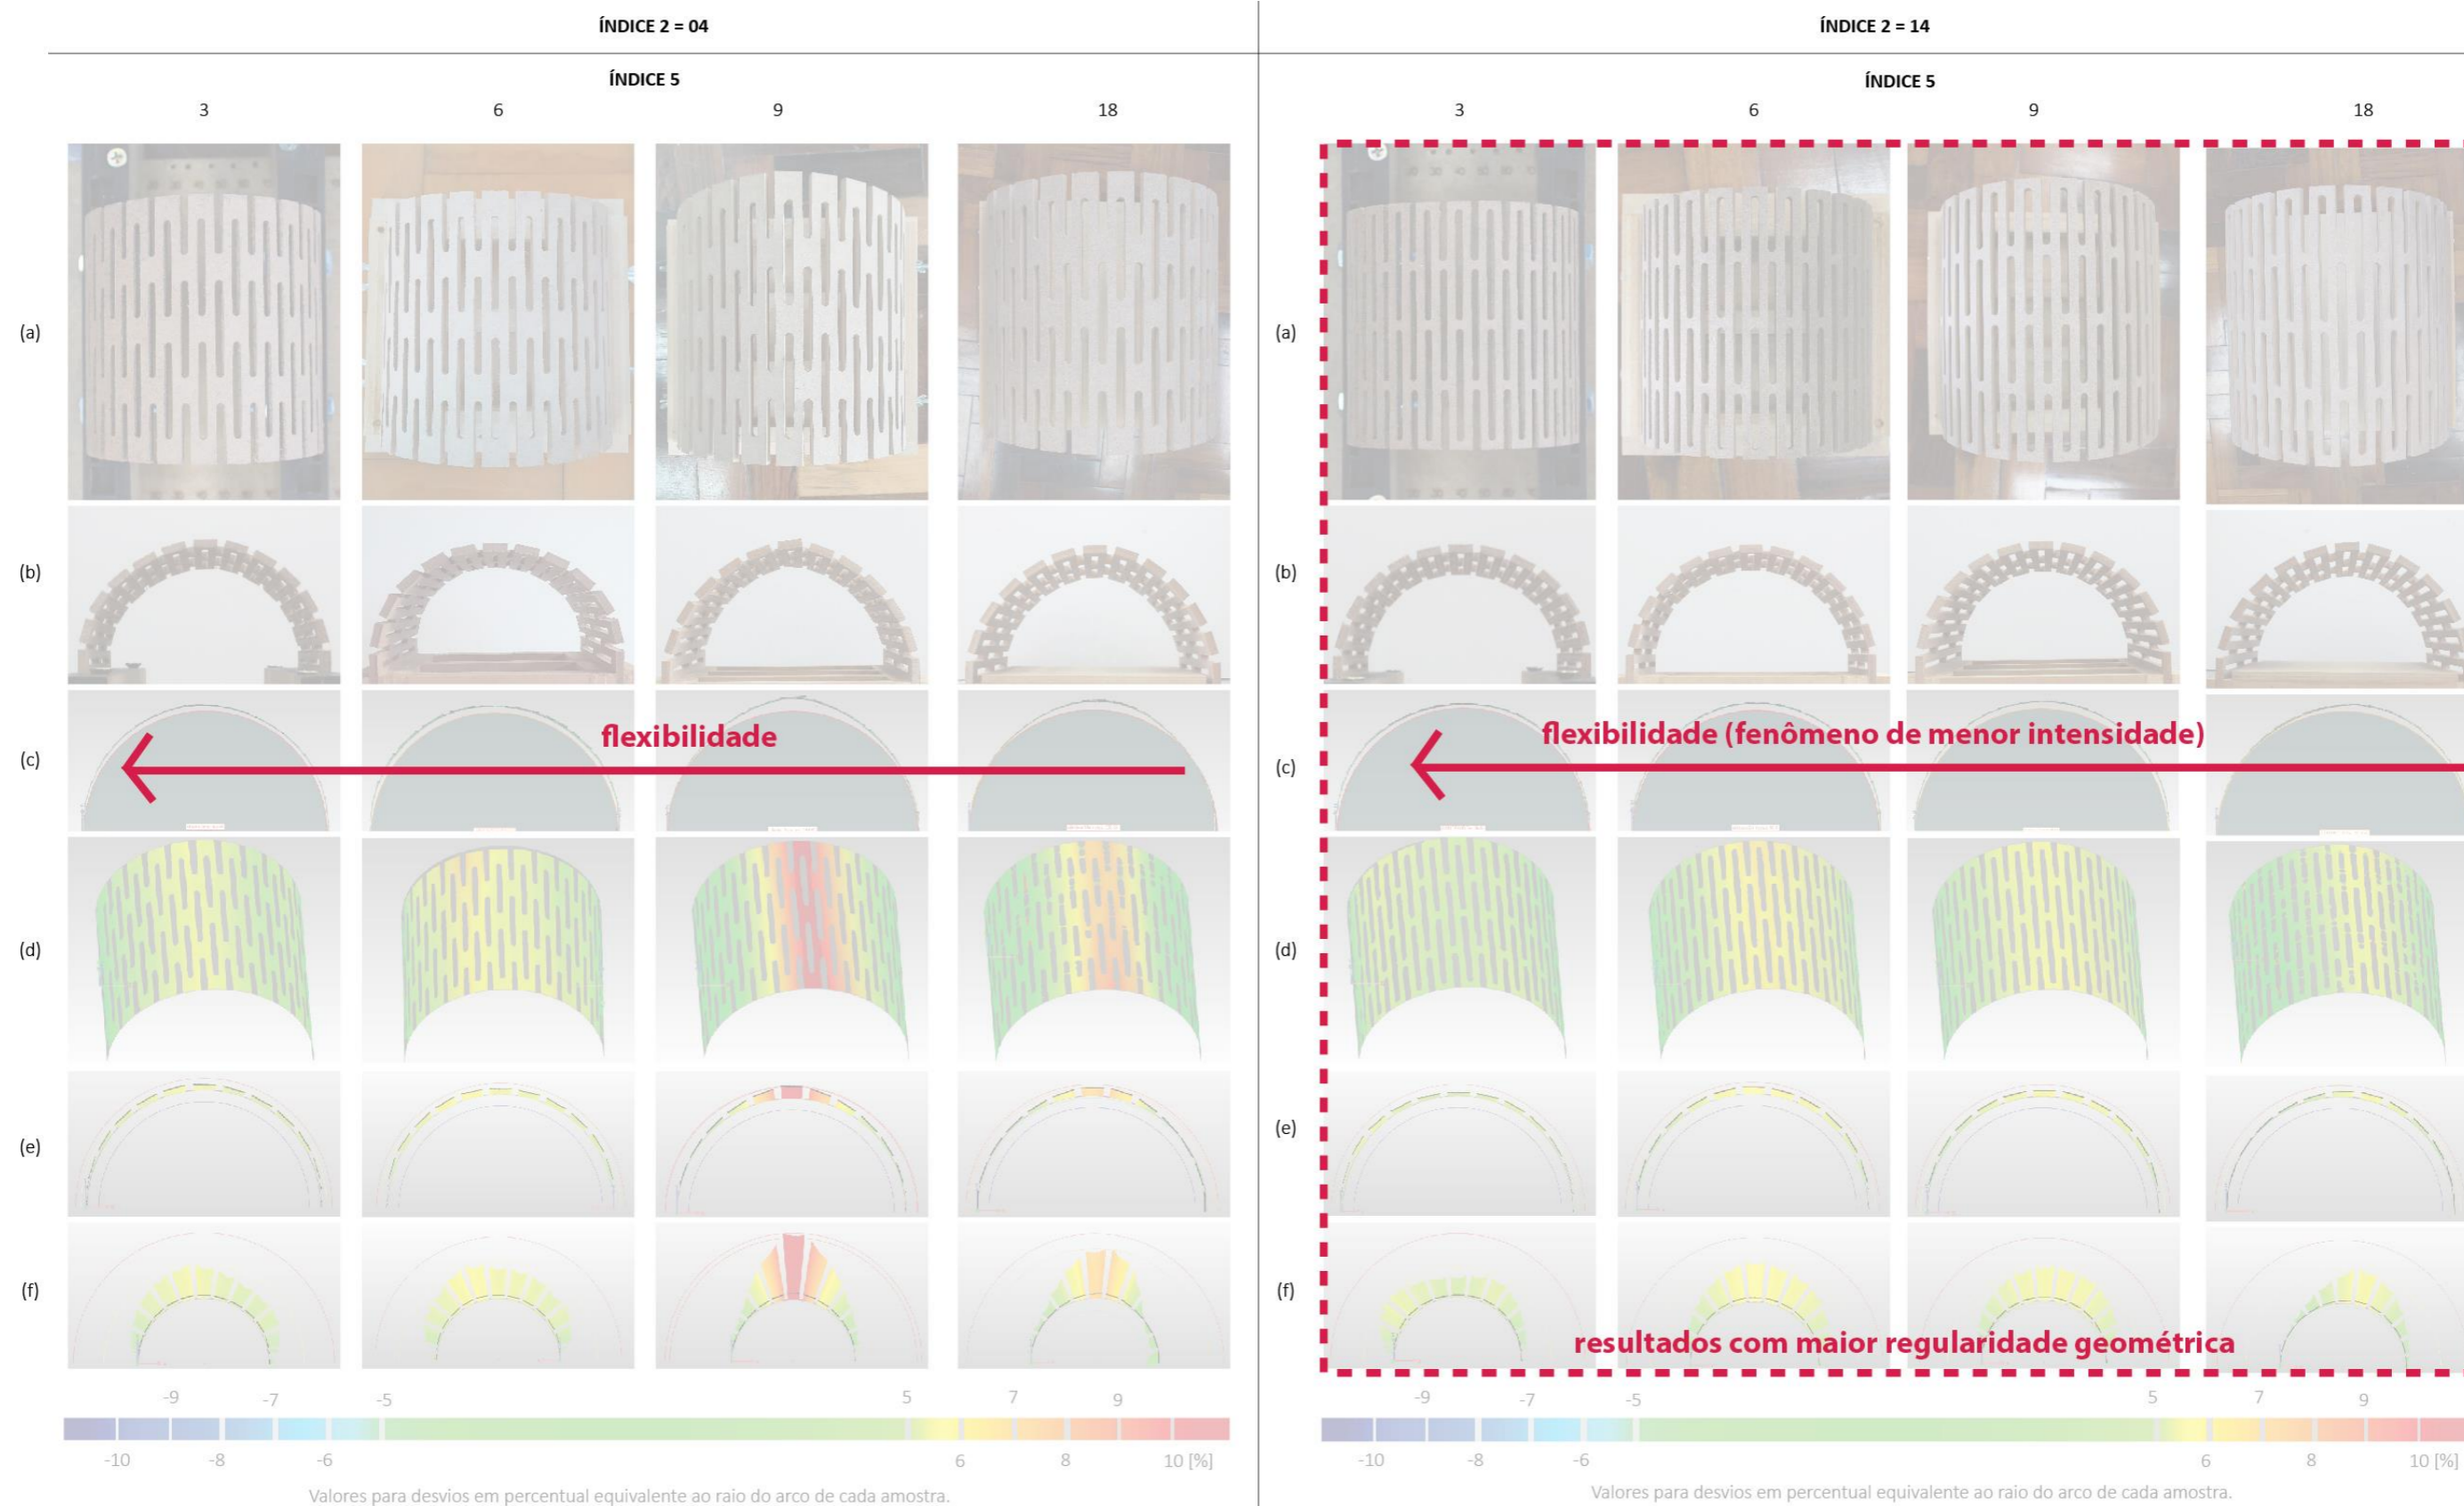 ÍNDICE 2 = 04
ÍNDICE 5
3 6 9 18
(a)
(b)
(c)
flexibilidade
(d)
(e)
(f)
-9 -7 -5 5 7 9
-10 -8 -6 6 8 10 [%]
Valores para desvios em percentual equivalente ao raio do arco de cada amostra.
ÍNDICE 2 = 14
ÍNDICE 5
3 6 9 18
(a)
(b)
(c)
flexibilidade (fenômeno de menor intensidade)
(d)
(e)
(f)
resultados com maior regularidade geométrica
-9 -7 -5 5 7 9
-10 -8 -6 6 8 10 [%]
Valores para desvios em percentual equivalente ao raio do arco de cada amostra.